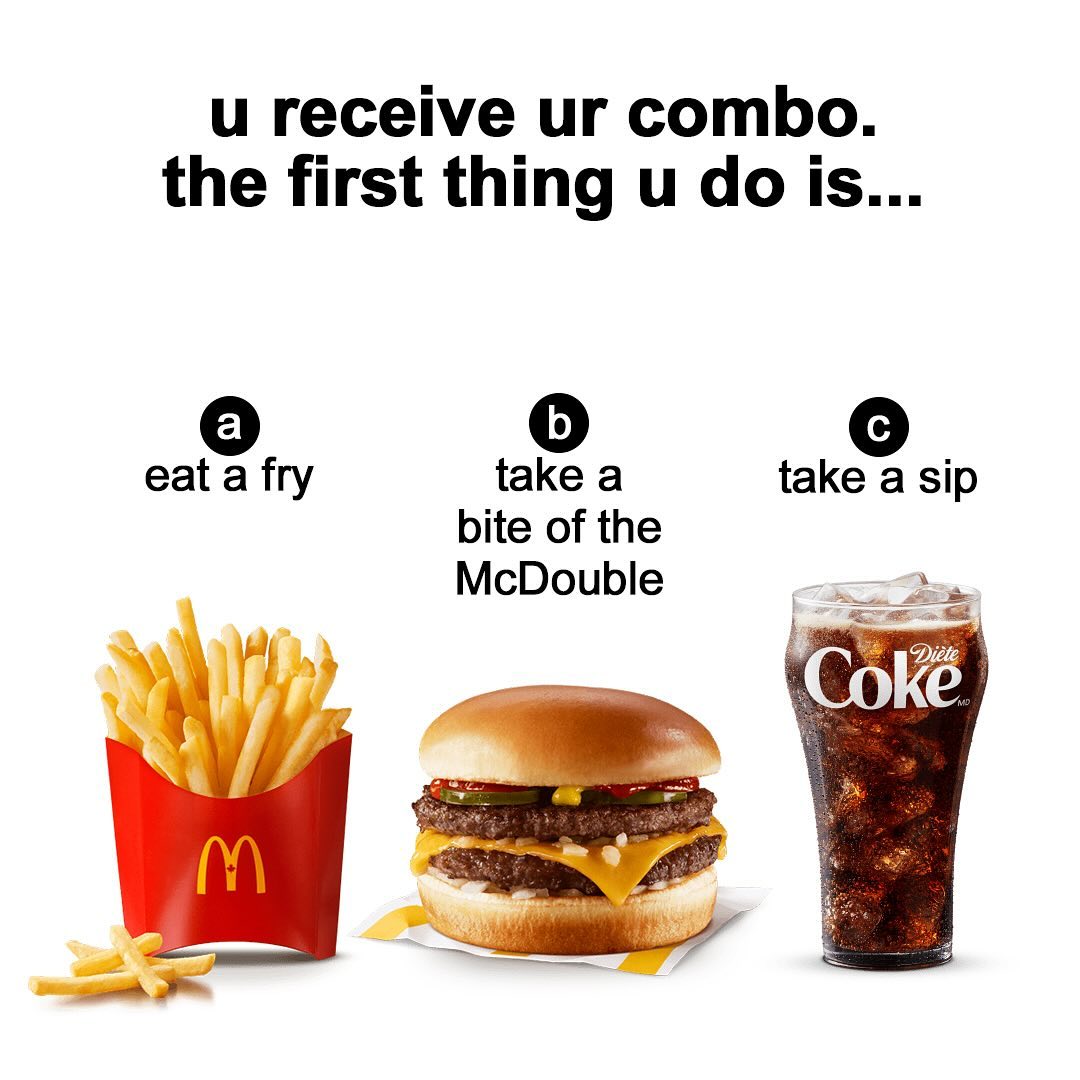 u receive ur combo.
the first thing u do is...
a
eat a fry
b
take a
bite of the
McDouble
c
take a sip
Diète
Coke
MD